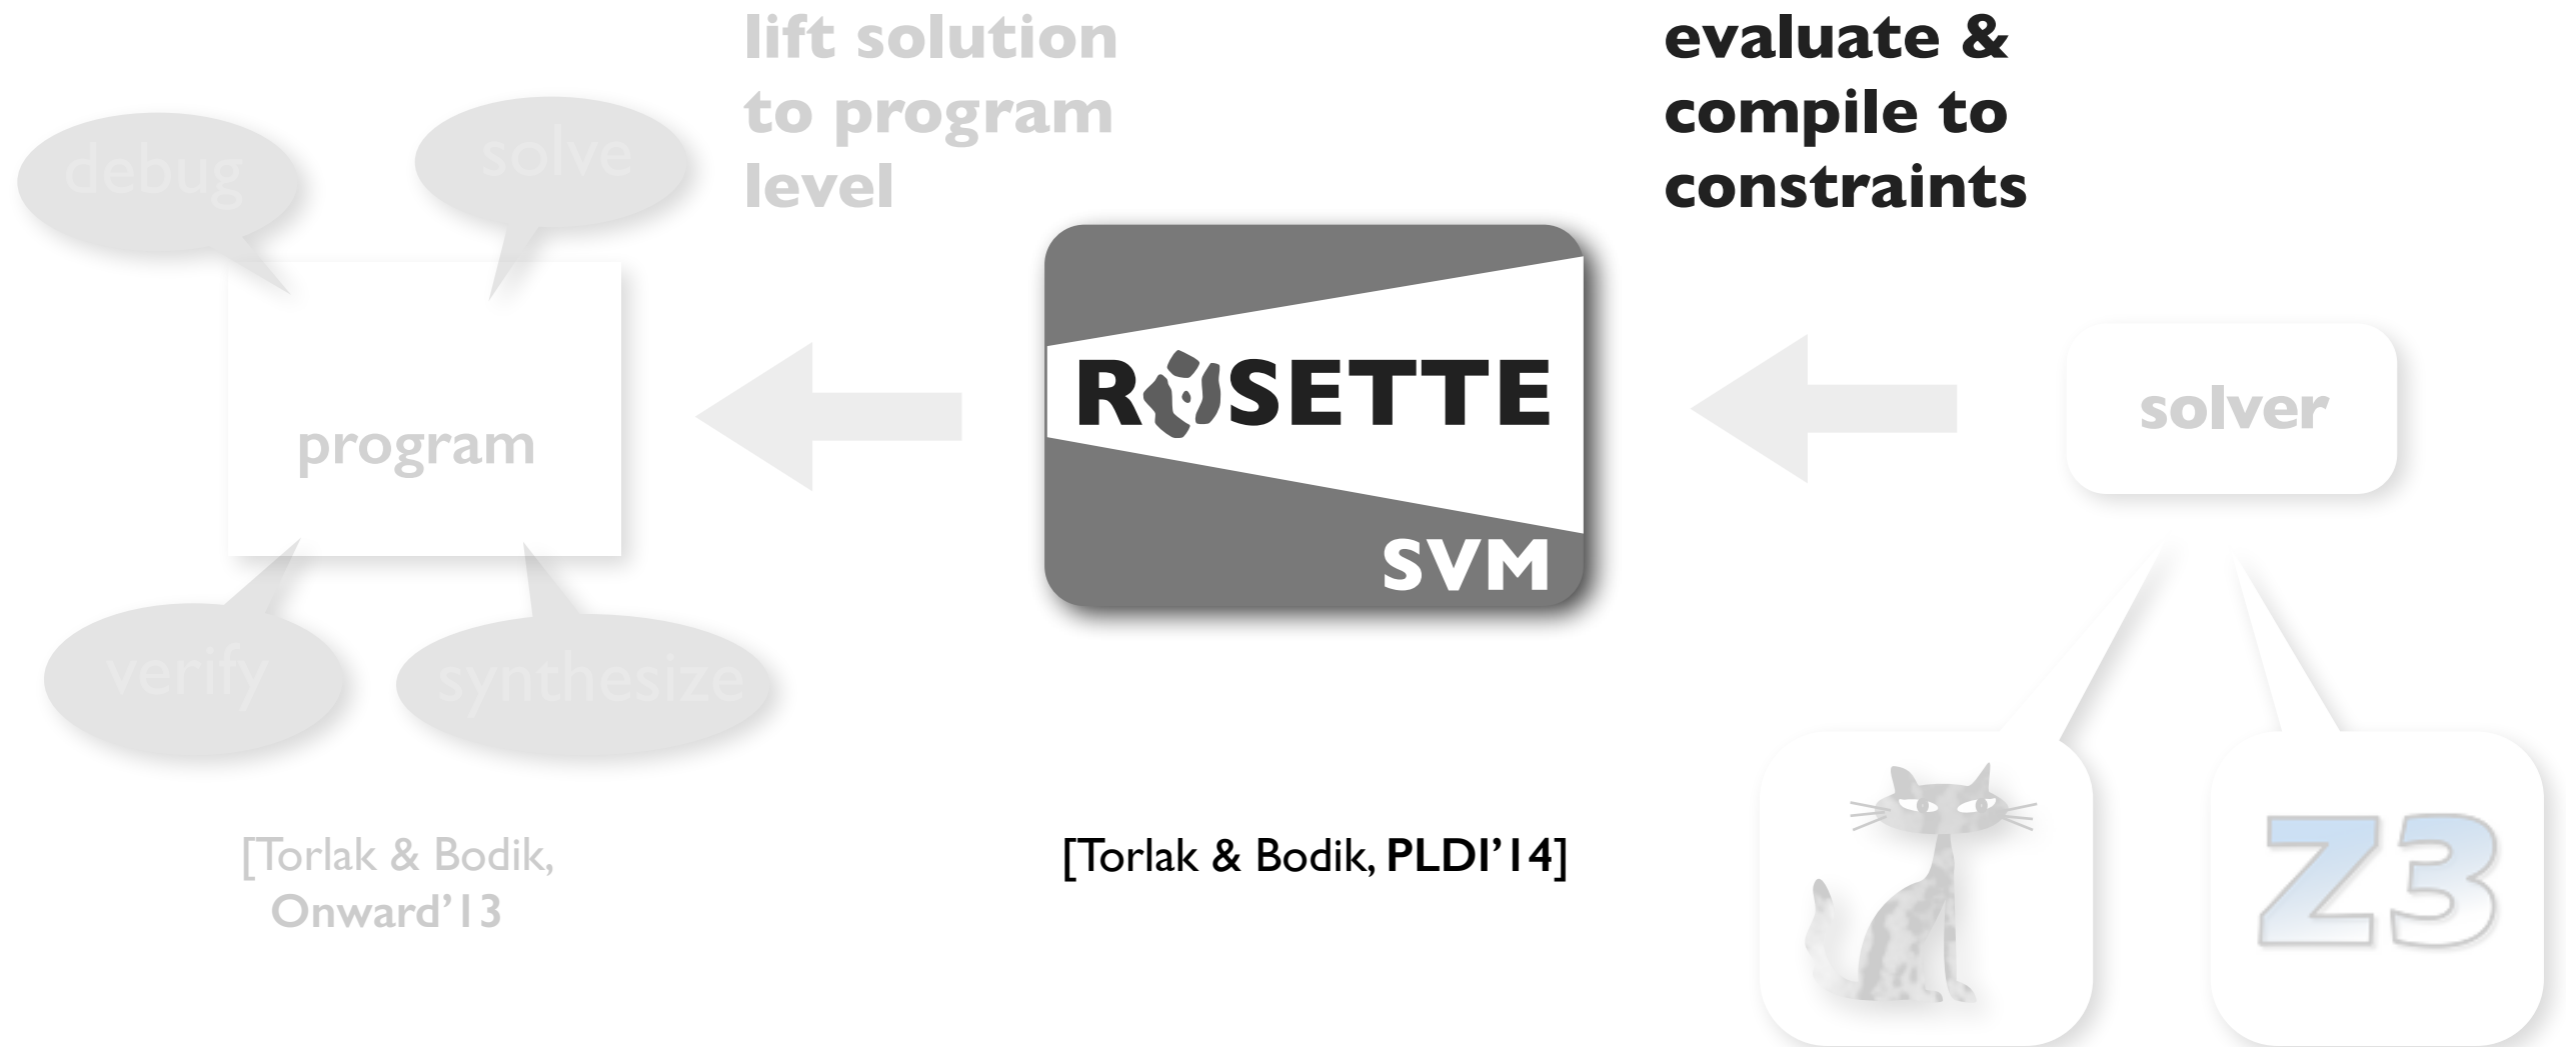 lift solution
to program
level
evaluate &
compile to
constraints
debug
solve
program
verify
synthesize
ROSETTE
SVM
solver
[Torlak & Bodik,
Onward’13
[Torlak & Bodik, PLDI’14]
Z3